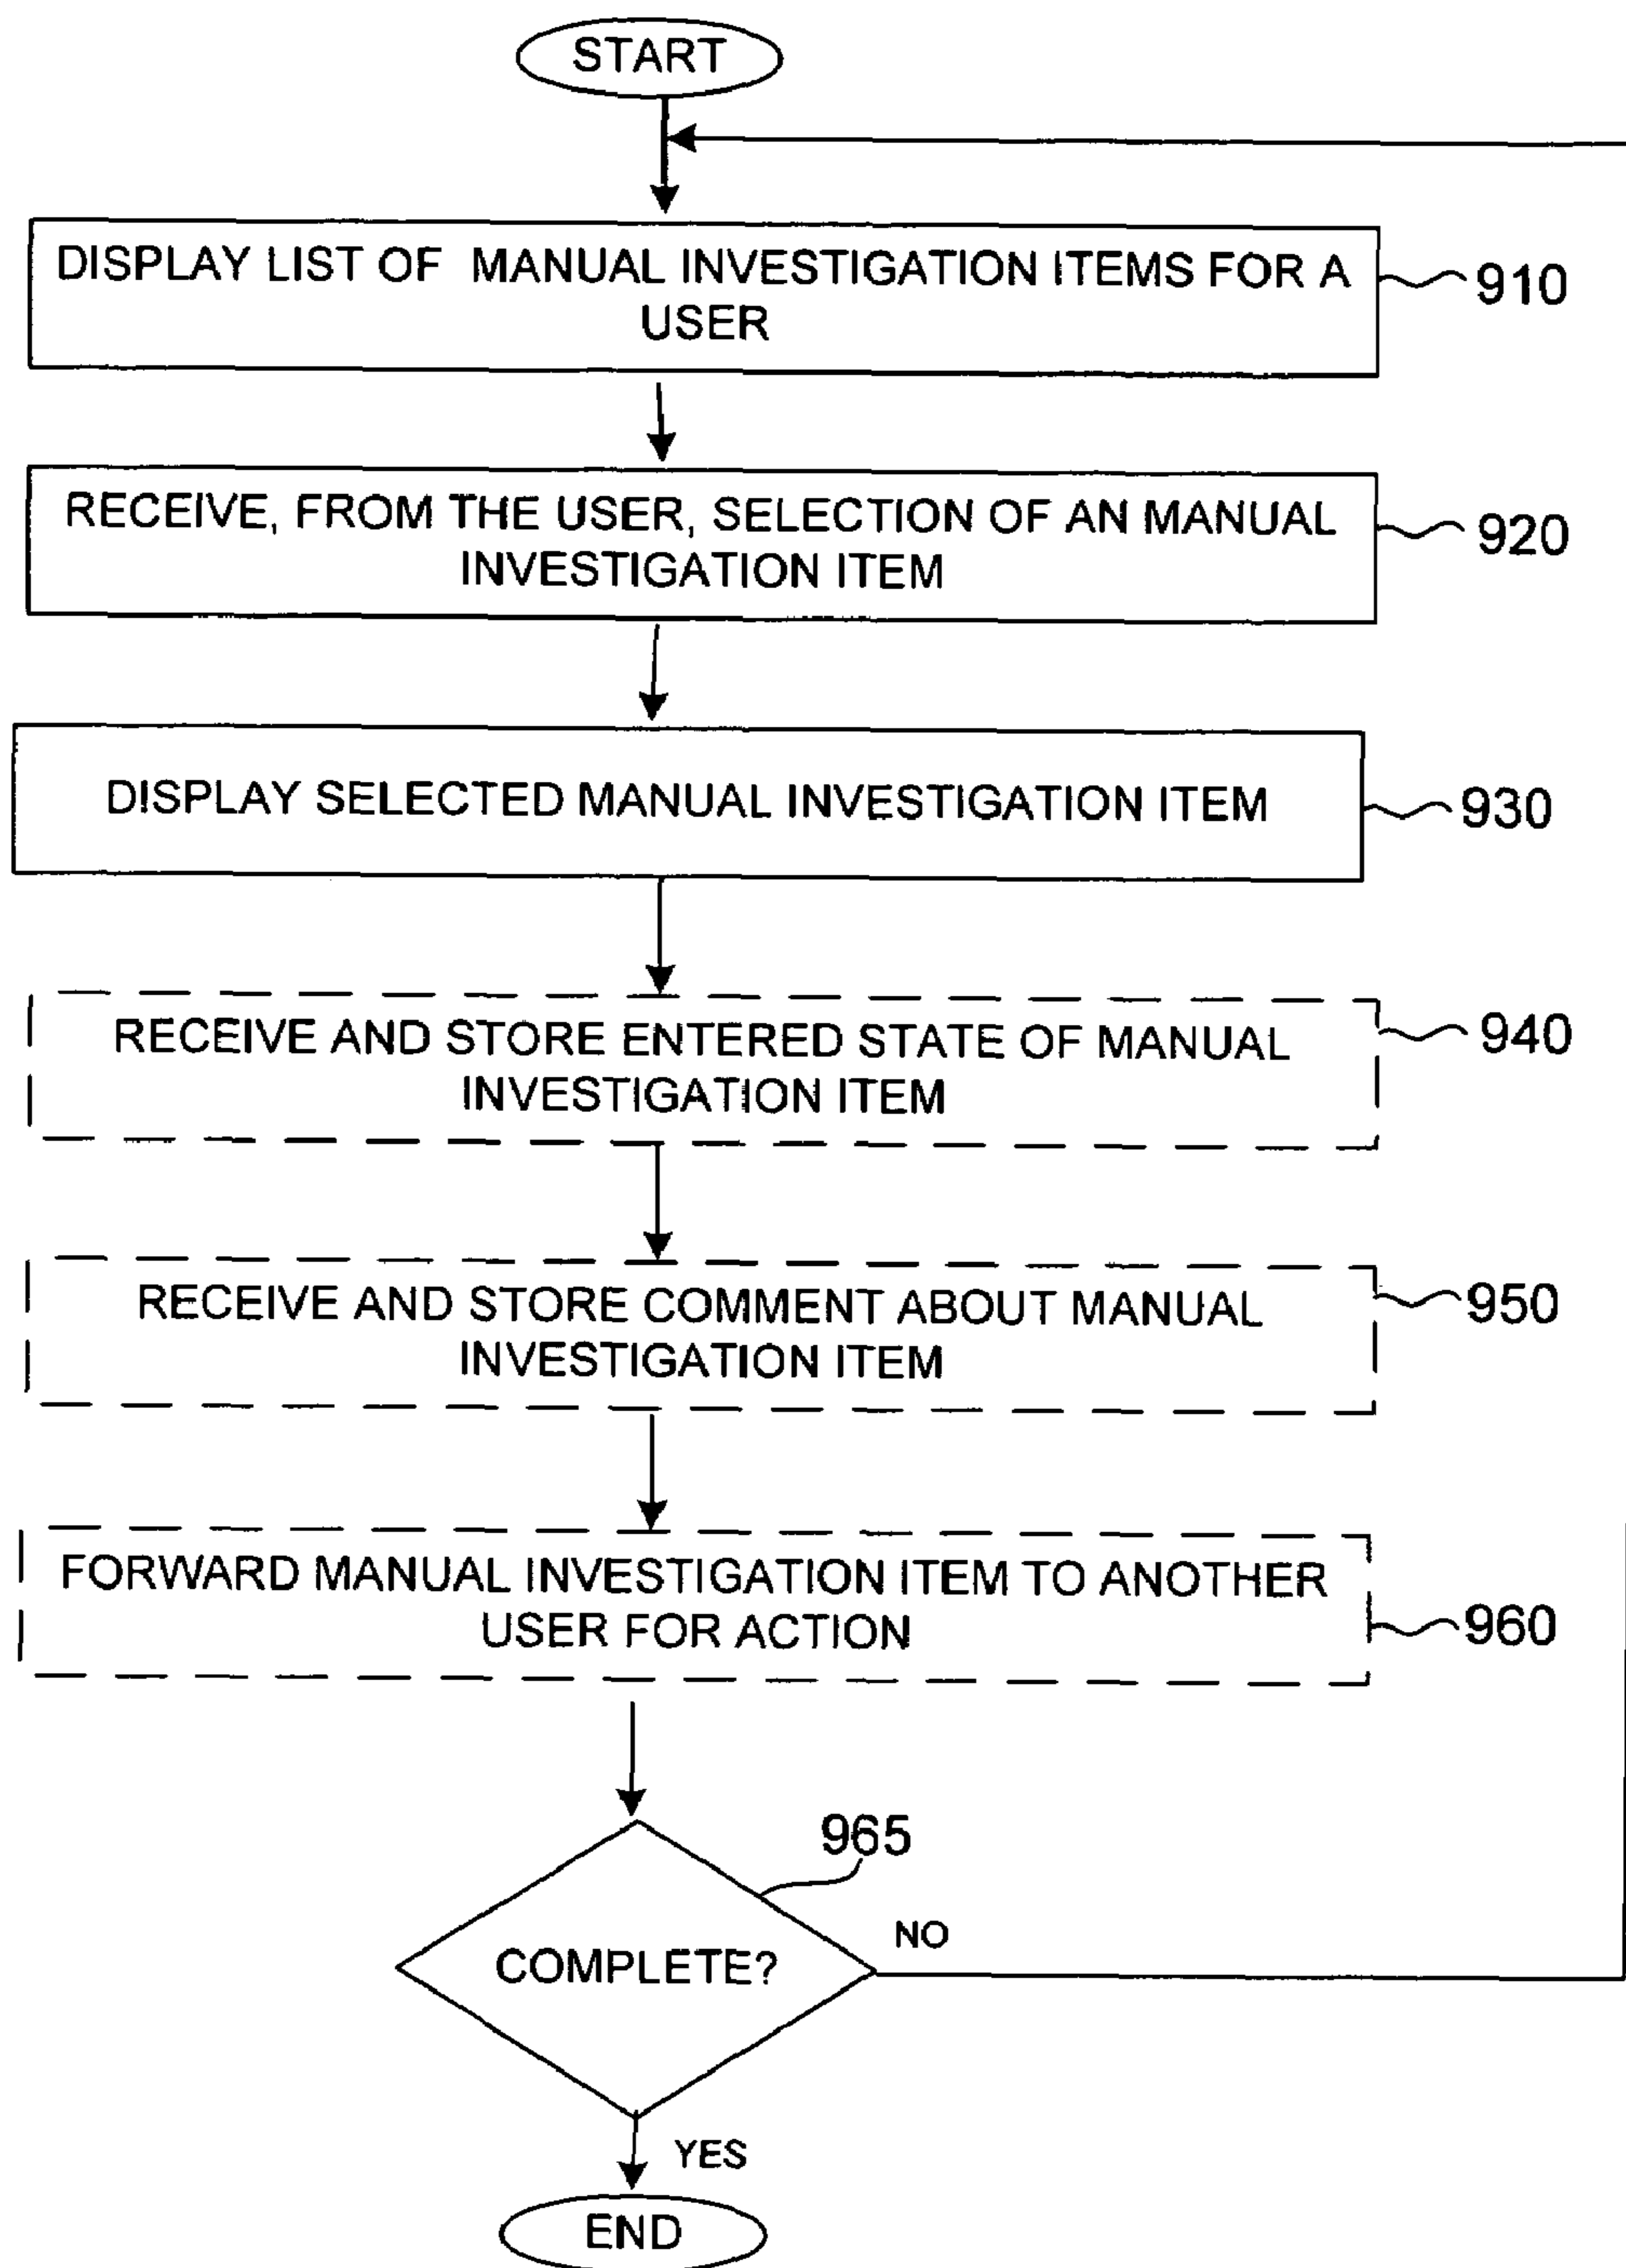 START
DISPLAY LIST OF MANUAL INVESTIGATION ITEMS FOR A
USER
910
RECEIVE, FROM THE USER, SELECTION OF AN MANUAL
INVESTIGATION ITEM
920
DISPLAY SELECTED MANUAL INVESTIGATION ITEM
930
RECEIVE AND STORE ENTERED STATE OF MANUAL
INVESTIGATION ITEM
940
RECEIVE AND STORE COMMENT ABOUT MANUAL
INVESTIGATION ITEM
950
FORWARD MANUAL INVESTIGATION ITEM TO ANOTHER
USER FOR ACTION
960
965
COMPLETE?
NO
YES
END